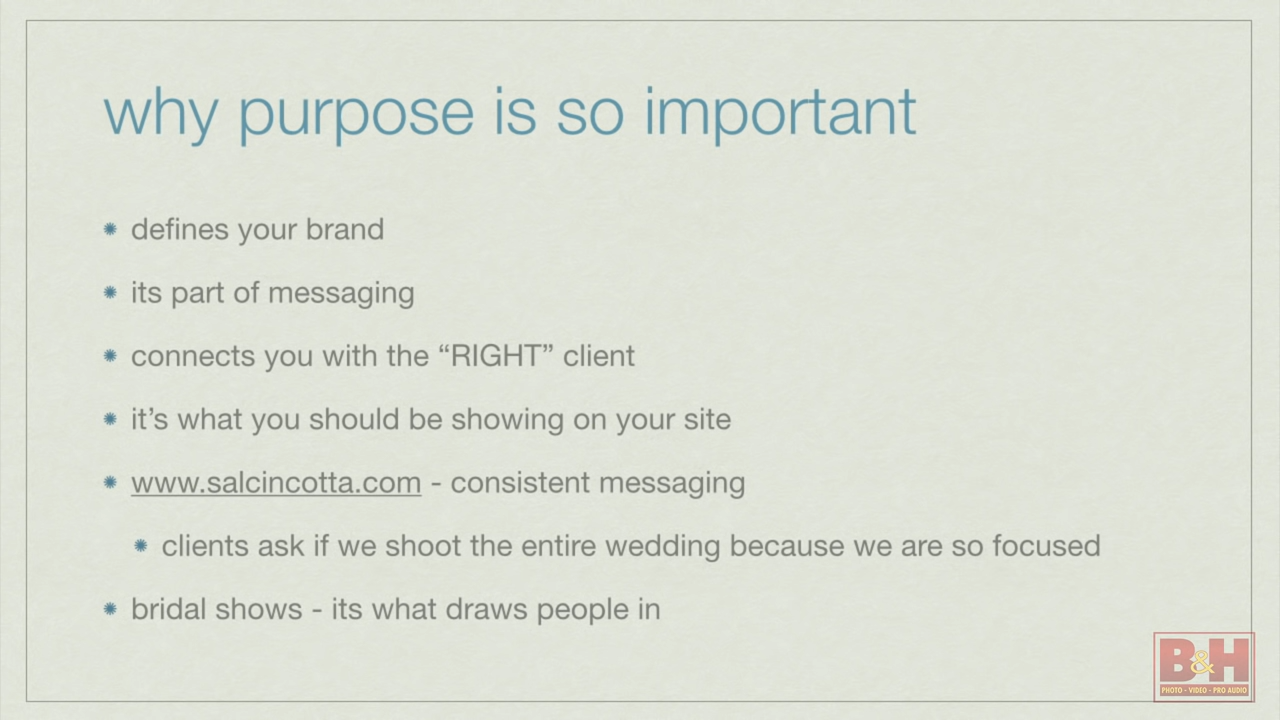 why purpose is so important
defines your brand
its part of messaging
connects you with the “RIGHT” client
it’s what you should be showing on your site
www.salcincotta.com - consistent messaging
clients ask if we shoot the entire wedding because we are so focused
bridal shows - its what draws people in
B&H
PHOTO - VIDEO - PRO AUDIO